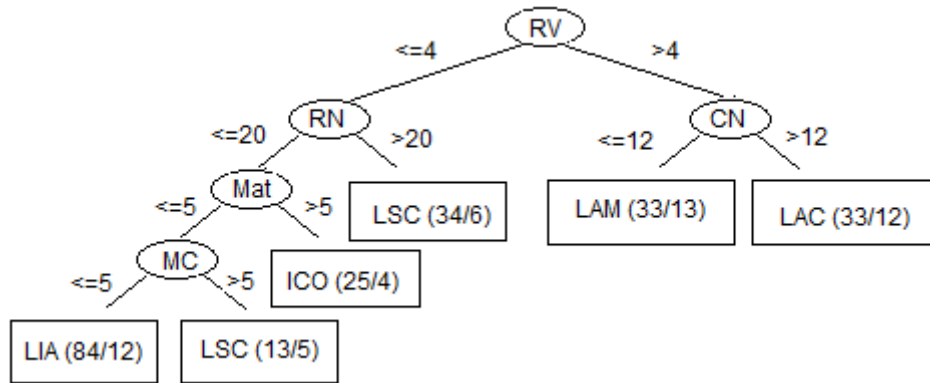 RV
<=4
>4
RN
CN
<=20
>20
<=12
>12
Mat
LSC (34/6)
LAM (33/13)
LAC (33/12)
<=5
>5
MC
ICO (25/4)
<=5
>5
LIA (84/12)
LSC (13/5)